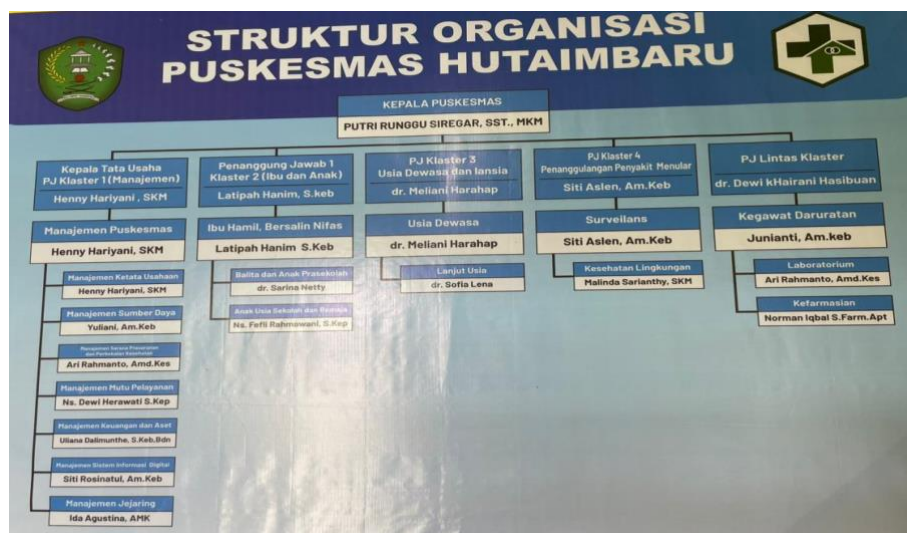 STRUKTUR ORGANISASI
PUSKESMAS HUTAIMBARU
KEPALA PUSKESMAS
PUTRI RUNGGU SIREGAR, SST., MKM
Kepala Tata Usaha
PJ Klaster 1 (Manajemen)
Henny Hariyani , SKM
Manajemen Puskesmas
Henny Hariyani, SKM
Manajemen Ketata Usahaan
Henny Hariyani, SKM
Manajemen Sumber Daya
Yuliani, Am.Keb
Manajemen Sarana Prasarana
dan Perbekalan Kesehatan
Ari Rahmanto, Amd.Kes
Manajemen Mutu Pelayanan
Ns. Dewi Herawati S.Kep
Manajemen Keuangan dan Aset
Uliana Dalimunthe, S.Keb,Bdn
Manajemen Sistem Informasi Digital
Siti Rosinatul, Am.Keb
Manajemen Jejaring
Ida Agustina, AMK
Penanggung Jawab 1
Klaster 2 (Ibu dan Anak)
Latipah Hanim, S.keb
Ibu Hamil, Bersalin Nifas
Latipah Hanim S.Keb
Balita dan Anak Prasekolah
dr. Sarina Netty
Anak Usia Sekolah dan Remaja
Ns. Fefli Rahmawani, S.Kep
PJ Klaster 3
Usia Dewasa dan lansia
dr. Meliani Harahap
Usia Dewasa
dr. Meliani Harahap
Lanjut Usia
dr. Sofia Lena
PJ Klaster 4
Penanggulangan Penyakit Menular
Siti Aslen, Am.Keb
Surveilans
Siti Aslen, Am.Keb
Kesehatan Lingkungan
Malinda Sarianthy, SKM
PJ Lintas Klaster
dr. Dewi kHairani Hasibuan
Kegawat Daruratan
Junianti, Am.keb
Laboratorium
Ari Rahmanto, Amd.Kes
Kefarmasian
Norman Iqbal S.Farm.Apt